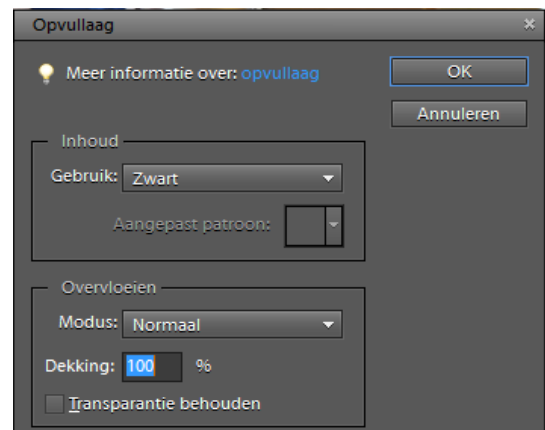 Opvullaag
Meer informatie over: opvullaag
OK
Annuleren
Inhoud
Gebruik: Zwart
Aangepast patroon:
Overvloeien
Modus: Normaal
Dekking: 100 %
Transparantie behouden